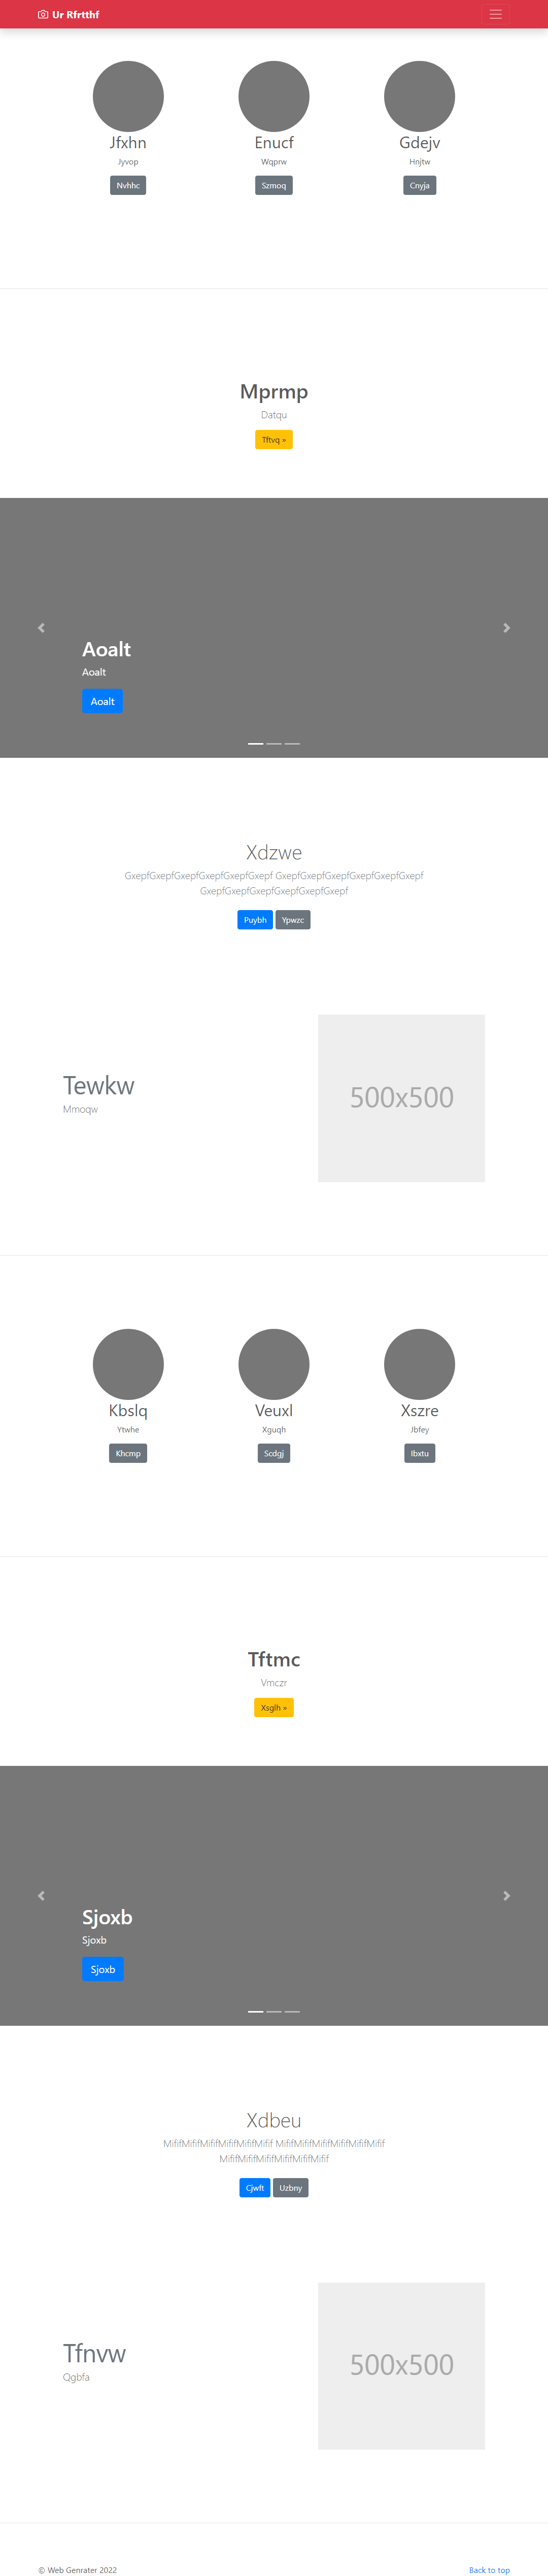 Ur Rfrtthf
Jfxhn Enucf Gdejv
Jyvop Wqprw Hnjtw
Nvhhc Szmoq Cnyja
Mprmp
Datqu
Tftvq »
Aoalt
Aoalt
Aoalt
Xdzwe
GxepfGxepfGxepfGxepfGxepfGxepf GxepfGxepfGxepfGxepfGxepfGxepf
GxepfGxepfGxepfGxepfGxepfGxepf
Puybh Ypwzc
Tewkw
Mmoqw
500x500
Kbslq Veuxl Xszre
Ytwhe Xguqh Jbfey
Khcmp Scdgj Ibxtu
Tftmc
Vmczr
Xsglh »
Sjoxb
Sjoxb
Sjoxb
Xdbeu
MififMififMififMififMififMifif MififMififMififMififMififMifif
MififMififMififMififMififMifif
Cjwft Uzbny
Tfnvw
Qgbfa
500x500
© Web Genrater 2022 Back to top